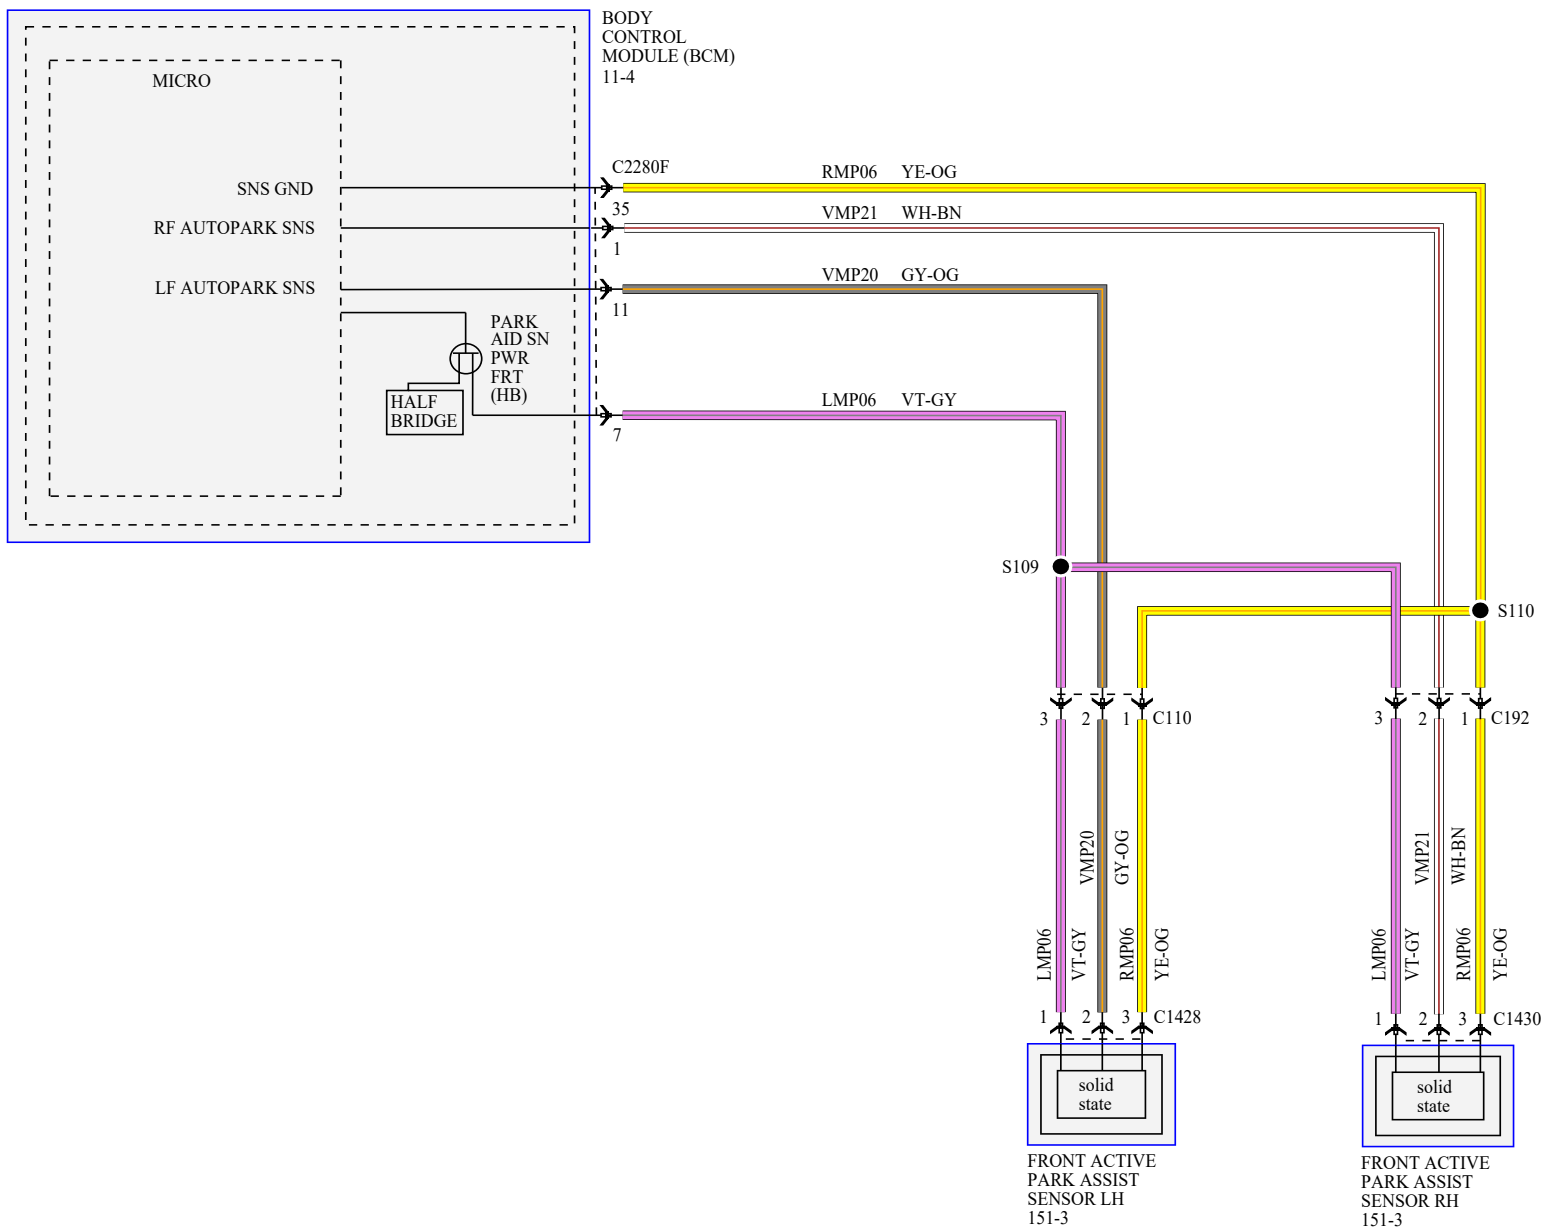 BODY
CONTROL
MODULE (BCM)
11-4
MICRO
C2280F
SNS GND
RMP06 YE-OG
35
RF AUTOPARK SNS
VMP21 WH-BN
1
LF AUTOPARK SNS
VMP20 GY-OG
11
PARK
AID SN
PWR
FRT
(HB)
HALF
BRIDGE
LMP06 VT-GY
7
S109
S110
3 2 1 C110
3 2 1 C192
VMP20
GY-OG
VMP21
WH-BN
LMP06
VT-GY
RMP06
YE-OG
LMP06
VT-GY
RMP06
YE-OG
1 2 3 C1428
1 2 3 C1430
solid
state
solid
state
FRONT ACTIVE
PARK ASSIST
SENSOR LH
151-3
FRONT ACTIVE
PARK ASSIST
SENSOR RH
151-3